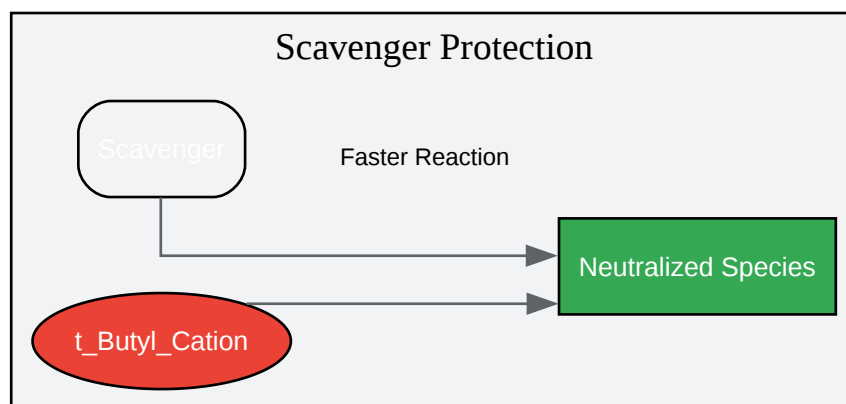 Scavenger Protection
Scavenger
Faster Reaction
Neutralized Species
t_Butyl_Cation